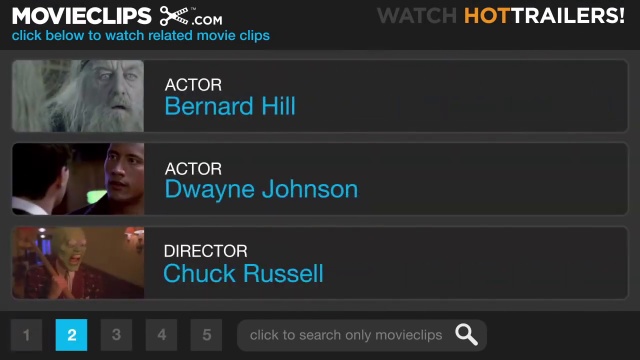 MOVIECLIPS.COM™
WATCH HOTTRAILERS!
click below to watch related movie clips
ACTOR
Bernard Hill
ACTOR
Dwayne Johnson
DIRECTOR
Chuck Russell
1 2 3 4 5 click to search only movieclips